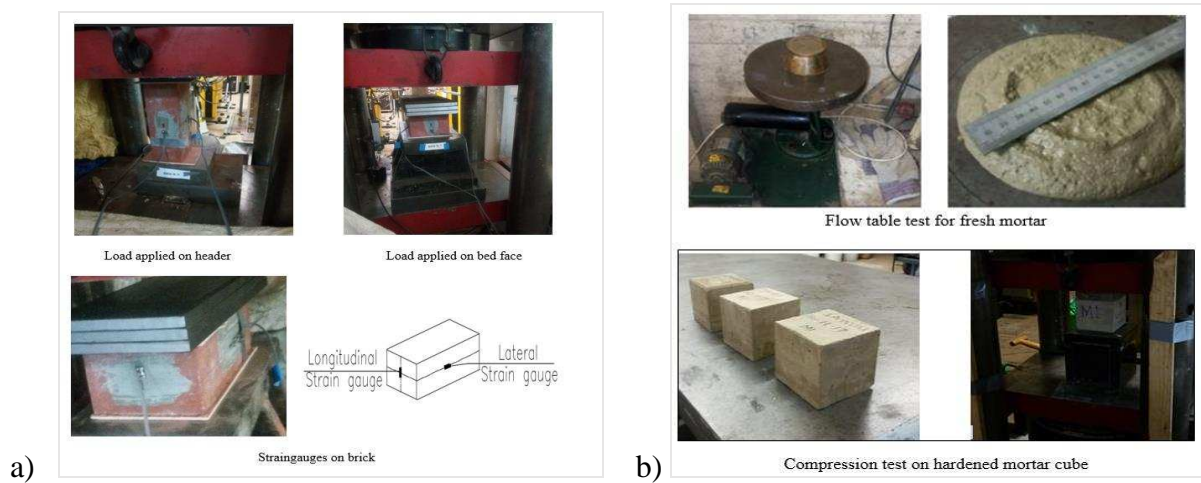 Load applied on header
Load applied on bed face
Longitudinal
Strain gauge
Lateral
Strain gauge
Straingauges on brick
a)
Flow table test for fresh mortar
M1
Compression test on hardened mortar cube
b)